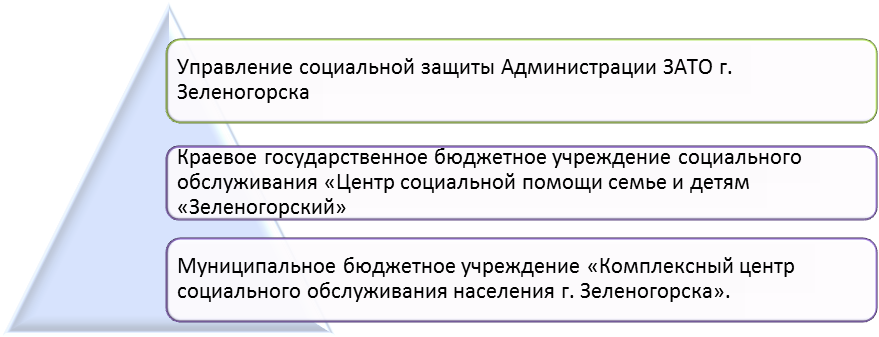 Управление социальной защиты Администрации ЗАТО г.
Зеленогорска
Краевое государственное бюджетное учреждение социального
обслуживания «Центр социальной помощи семье и детям
«Зеленогорский»
Муниципальное бюджетное учреждение «Комплексный центр
социального обслуживания населения г. Зеленогорска».